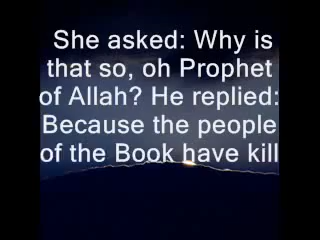 She asked: Why is
that so, oh Prophet
of Allah? He replied:
Because the people
of the Book have kill